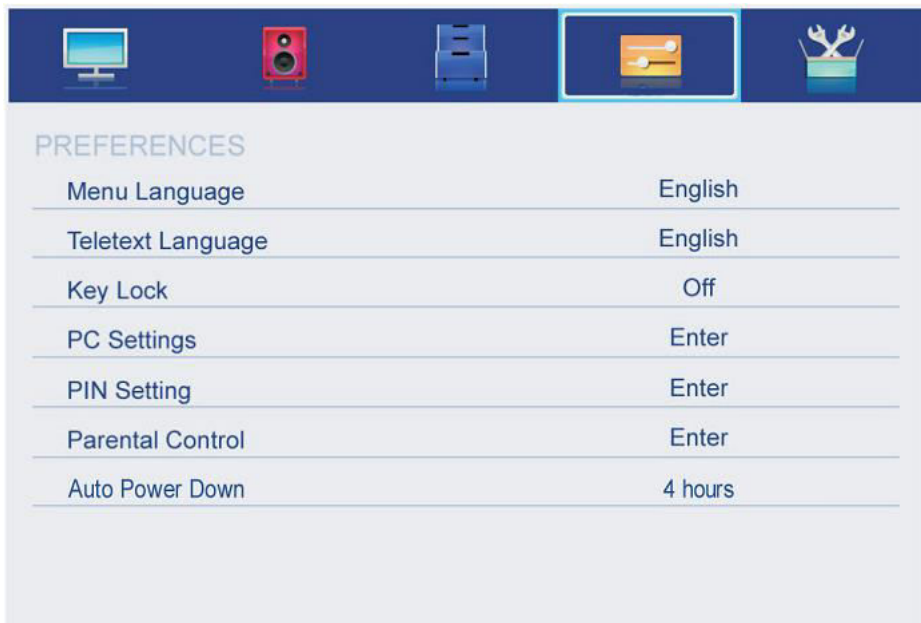 PREFERENCES
Menu Language English
Teletext Language English
Key Lock Off
PC Settings Enter
PIN Setting Enter
Parental Control Enter
Auto Power Down 4 hours